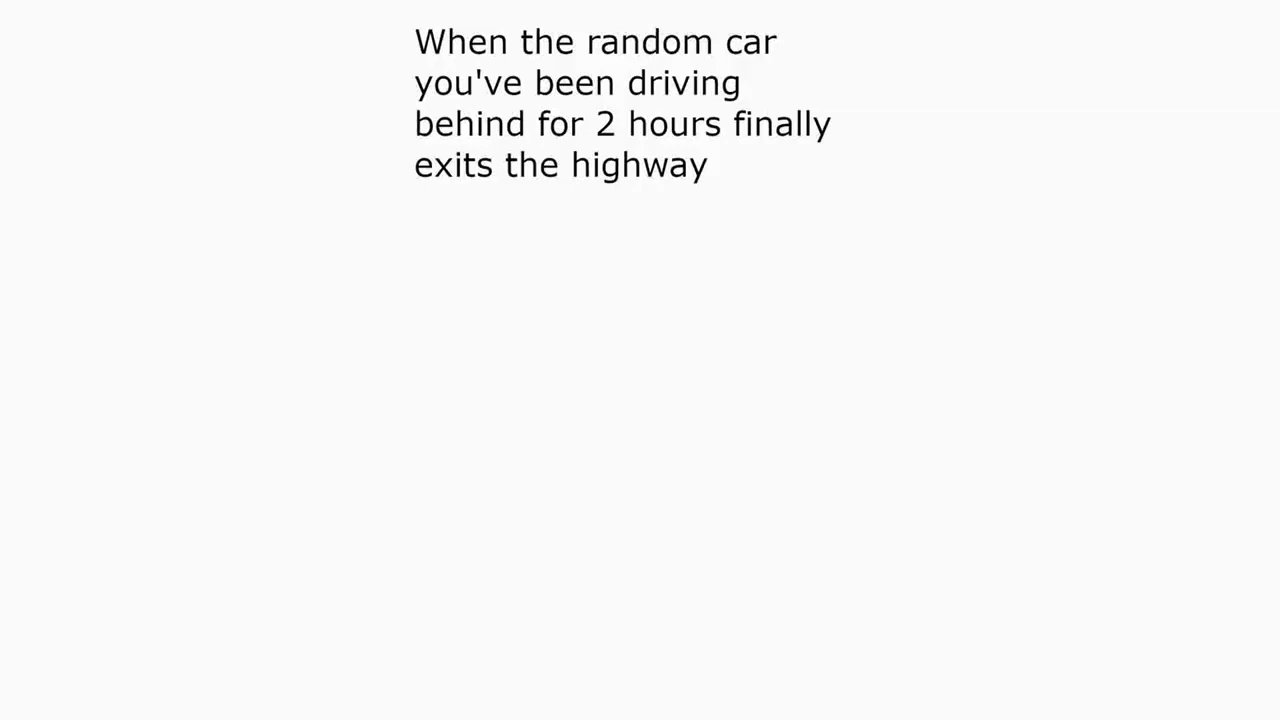 When the random car
you've been driving
behind for 2 hours finally
exits the highway